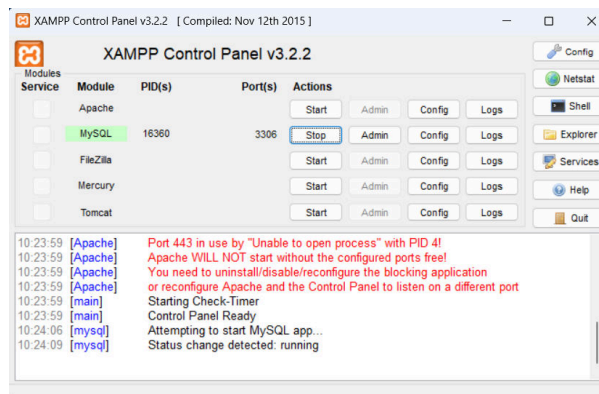 XAMPP Control Panel v3.2.2 [ Compiled: Nov 12th 2015 ]
XAMPP Control Panel v3.2.2
Config
Modules
Service Module PID(s) Port(s) Actions
Netstat
Apache Start Admin Config Logs
Shell
MySQL 16360 3306 Stop Admin Config Logs
Explorer
FileZilla Start Admin Config Logs
Services
Mercury Start Admin Config Logs
Help
Tomcat Start Admin Config Logs
Quit
10:23:59 [Apache] Port 443 in use by "Unable to open process" with PID 4!
10:23:59 [Apache] Apache WILL NOT start without the configured ports free!
10:23:59 [Apache] You need to uninstall/disable/reconfigure the blocking application
10:23:59 [Apache] or reconfigure Apache and the Control Panel to listen on a different port
10:23:59 [main] Starting Check-Timer
10:23:59 [main] Control Panel Ready
10:24:06 [mysql] Attempting to start MySQL app...
10:24:09 [mysql] Status change detected: running